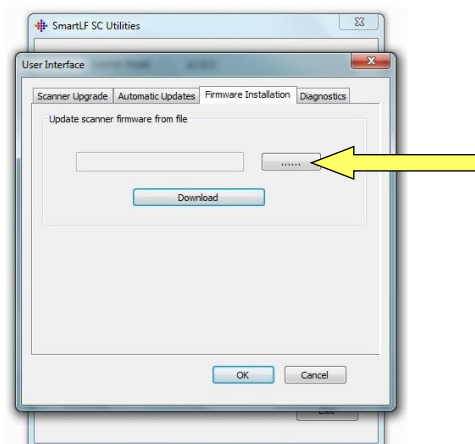 SmartLF SC Utilities
User Interface
Scanner Upgrade
Automatic Updates
Firmware Installation
Diagnostics
Update scanner firmware from file
......
Download
OK
Cancel